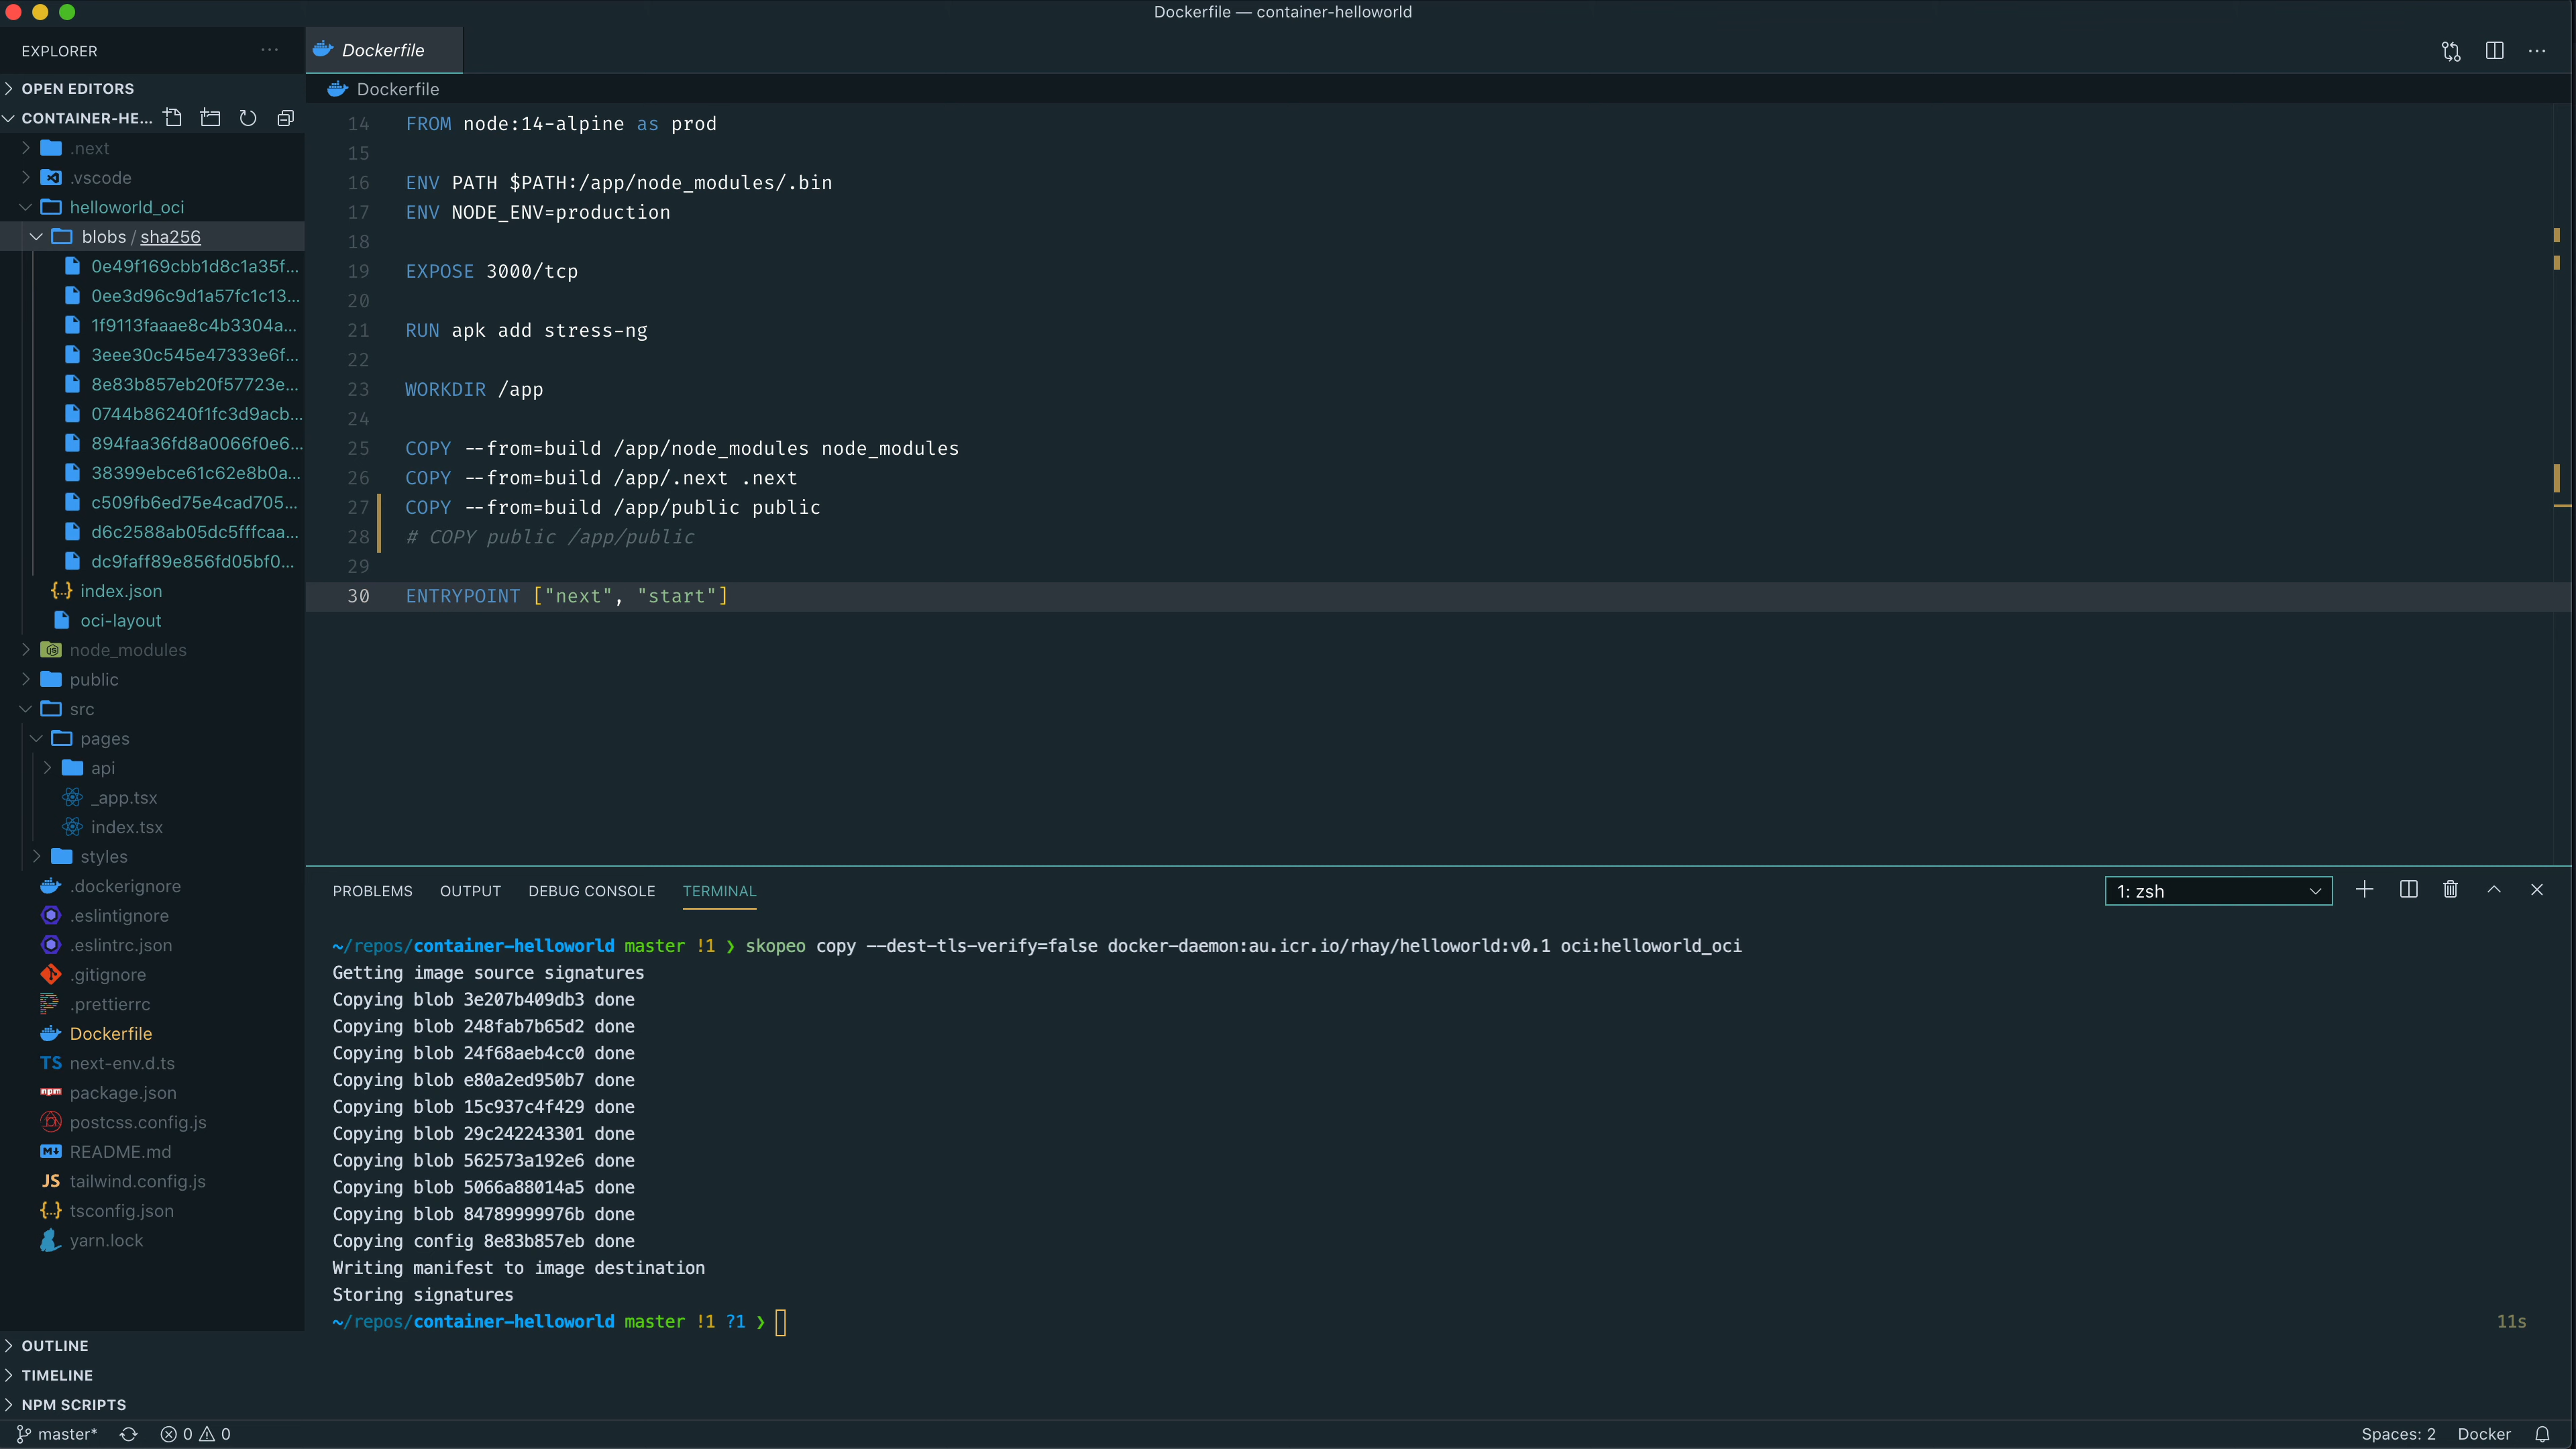 Dockerfile — container-helloworld
EXPLORER
OPEN EDITORS
CONTAINER-HE...
.next
.vscode
helloworld_oci
blobs / sha256
0e49f169cbb1d8c1a35f...
0ee3d96c9d1a57fc1c13...
1f9113faaae8c4b3304a...
3eee30c545e47333e6f...
8e83b857eb20f57723e...
0744b86240f1fc3d9acb...
894faa36fd8a0066f0e6...
38399ebce61c62e8b0a...
c509fb6ed75e4cad705...
d6c2588ab05dc5fffcaa...
dc9faff89e856fd05bf0...
index.json
oci-layout
node_modules
public
src
pages
api
_app.tsx
index.tsx
styles
.dockerignore
.eslintignore
.eslintrc.json
.gitignore
.prettierrc
Dockerfile
TS next-env.d.ts
npm package.json
postcss.config.js
README.md
JS tailwind.config.js
{..} tsconfig.json
yarn.lock
OUTLINE
TIMELINE
NPM SCRIPTS
Dockerfile
Dockerfile
14 FROM node:14-alpine as prod
15
16 ENV PATH $PATH:/app/node_modules/.bin
17 ENV NODE_ENV=production
18
19 EXPOSE 3000/tcp
20
21 RUN apk add stress-ng
22
23 WORKDIR /app
24
25 COPY --from=build /app/node_modules node_modules
26 COPY --from=build /app/.next .next
27 COPY --from=build /app/public public
28 # COPY public /app/public
29
30 ENTRYPOINT ["next", "start"]
PROBLEMS OUTPUT DEBUG CONSOLE TERMINAL 1: zsh
~/repos/container-helloworld master !1 ❯ skopeo copy --dest-tls-verify=false docker-daemon:au.icr.io/rhay/helloworld:v0.1 oci:helloworld_oci
Getting image source signatures
Copying blob 3e207b409db3 done
Copying blob 248fab7b65d2 done
Copying blob 24f68aeb4cc0 done
Copying blob e80a2ed950b7 done
Copying blob 15c937c4f429 done
Copying blob 29c242243301 done
Copying blob 562573a192e6 done
Copying blob 5066a88014a5 done
Copying blob 84789999976b done
Copying config 8e83b857eb done
Writing manifest to image destination
Storing signatures
~/repos/container-helloworld master !1 ?1 ❯ 11s
master* 0 0 Spaces: 2 Docker